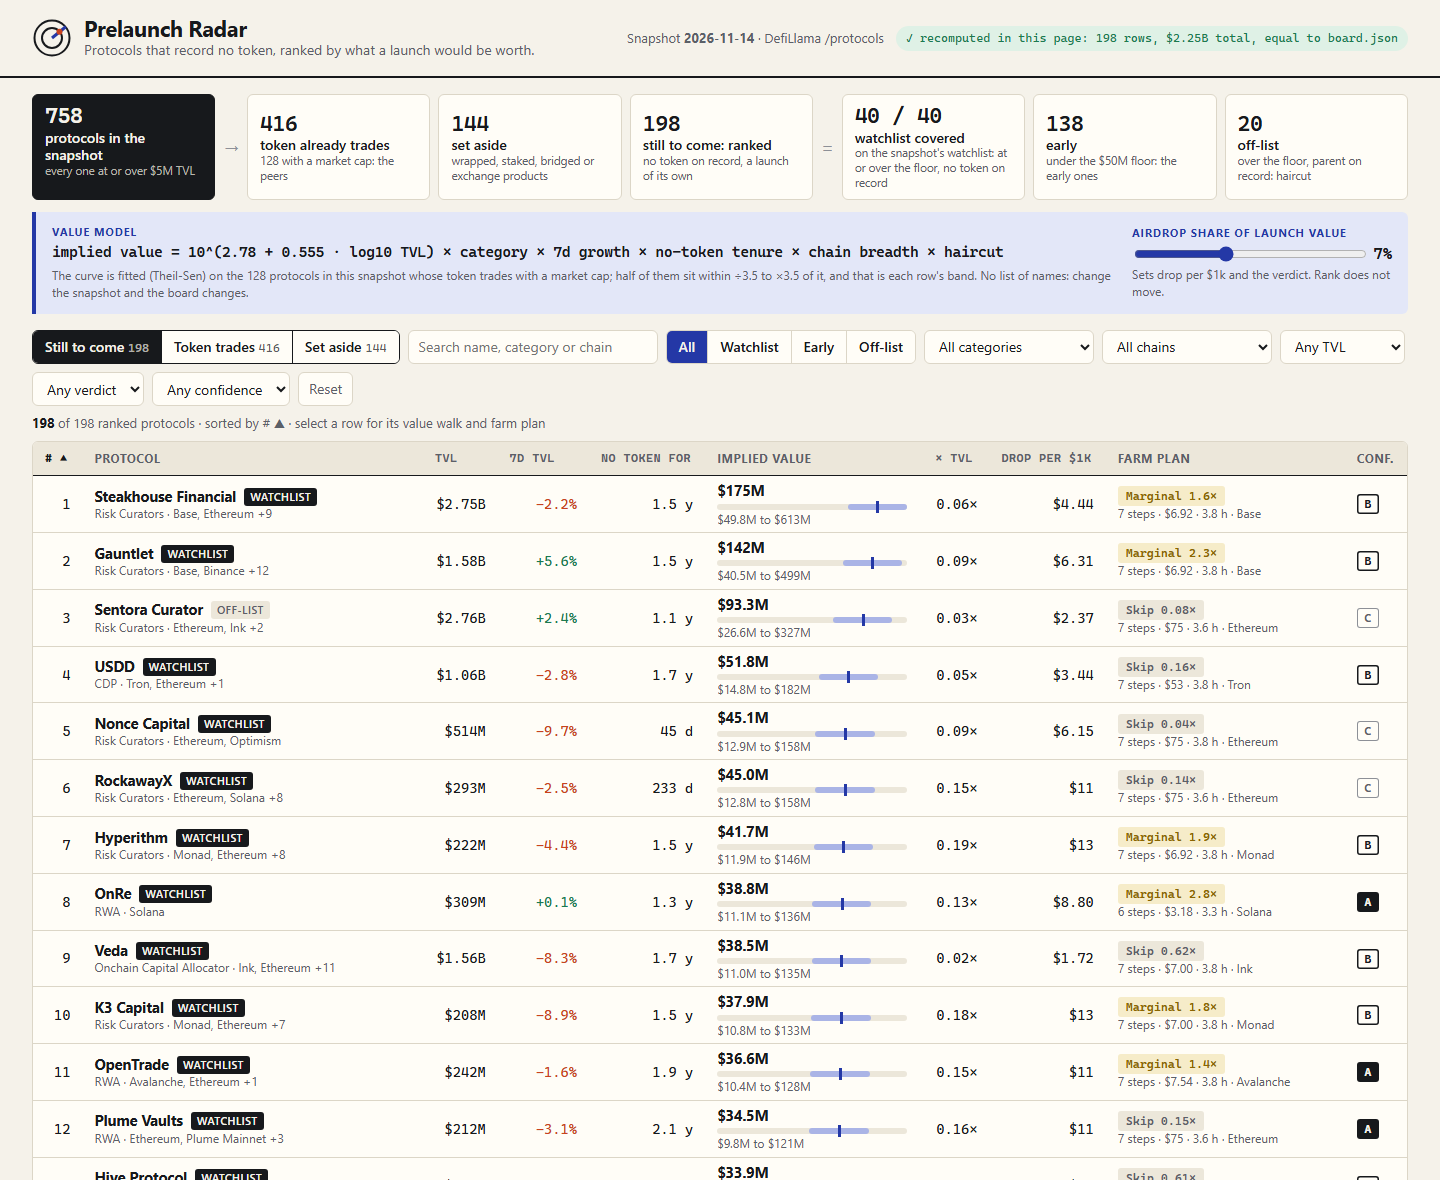 Prelaunch Radar
Protocols that record no token, ranked by what a launch would be worth.
Snapshot 2026-11-14 · DefiLlama /protocols
✓ recomputed in this page: 198 rows, $2.25B total, equal to board.json
758
protocols in the
snapshot
every one at or over $5M TVL
→
416
token already trades
128 with a market cap: the
peers
144
set aside
wrapped, staked, bridged or
exchange products
198
still to come: ranked
no token on record, a launch
of its own
=
40 / 40
watchlist covered
on the snapshot's watchlist: at
or over the floor, no token on
record
138
early
under the $50M floor: the
early ones
20
off-list
over the floor, parent on
record: haircut
VALUE MODEL
implied value = 10^(2.78 + 0.555 · log10 TVL) × category × 7d growth × no-token tenure × chain breadth × haircut
The curve is fitted (Theil-Sen) on the 128 protocols in this snapshot whose token trades with a market cap; half of them sit within ÷3.5 to ×3.5 of it, and that is each row's band. No list of names: change
the snapshot and the board changes.
AIRDROP SHARE OF LAUNCH VALUE
7%
Sets drop per $1k and the verdict. Rank does not
move.
Still to come 198 Token trades 416 Set aside 144 Search name, category or chain All Watchlist Early Off-list All categories All chains Any TVL
Any verdict Any confidence Reset
198 of 198 ranked protocols · sorted by # ▲ · select a row for its value walk and farm plan
# ▲ PROTOCOL TVL 7D TVL NO TOKEN FOR IMPLIED VALUE × TVL DROP PER $1K FARM PLAN CONF.
1 Steakhouse Financial WATCHLIST $2.75B −2.2% 1.5 y $175M 0.06× $4.44 Marginal 1.6× B
Risk Curators · Base, Ethereum +9 $49.8M to $613M 7 steps · $6.92 · 3.8 h · Base
2 Gauntlet WATCHLIST $1.58B +5.6% 1.5 y $142M 0.09× $6.31 Marginal 2.3× B
Risk Curators · Base, Binance +12 $40.5M to $499M 7 steps · $6.92 · 3.8 h · Base
3 Sentora Curator OFF-LIST $2.76B +2.4% 1.1 y $93.3M 0.03× $2.37 Skip 0.08× C
Risk Curators · Ethereum, Ink +2 $26.6M to $327M 7 steps · $75 · 3.6 h · Ethereum
4 USDD WATCHLIST $1.06B −2.8% 1.7 y $51.8M 0.05× $3.44 Skip 0.16× B
CDP · Tron, Ethereum +1 $14.8M to $182M 7 steps · $53 · 3.8 h · Tron
5 Nonce Capital WATCHLIST $514M −9.7% 45 d $45.1M 0.09× $6.15 Skip 0.04× C
Risk Curators · Ethereum, Optimism $12.9M to $158M 7 steps · $75 · 3.8 h · Ethereum
6 RockawayX WATCHLIST $293M −2.5% 233 d $45.0M 0.15× $11 Skip 0.14× C
Risk Curators · Ethereum, Solana +8 $12.8M to $158M 7 steps · $75 · 3.6 h · Ethereum
7 Hyperithm WATCHLIST $222M −4.4% 1.5 y $41.7M 0.19× $13 Marginal 1.9× B
Risk Curators · Monad, Ethereum +8 $11.9M to $146M 7 steps · $6.92 · 3.8 h · Monad
8 OnRe WATCHLIST $309M +0.1% 1.3 y $38.8M 0.13× $8.80 Marginal 2.8× A
RWA · Solana $11.1M to $136M 6 steps · $3.18 · 3.3 h · Solana
9 Veda WATCHLIST $1.56B −8.3% 1.7 y $38.5M 0.02× $1.72 Skip 0.62× B
Onchain Capital Allocator · Ink, Ethereum +11 $11.0M to $135M 7 steps · $7.00 · 3.8 h · Ink
10 K3 Capital WATCHLIST $208M −8.9% 1.5 y $37.9M 0.18× $13 Marginal 1.8× B
Risk Curators · Monad, Ethereum +7 $10.8M to $133M 7 steps · $7.00 · 3.8 h · Monad
11 OpenTrade WATCHLIST $242M −1.6% 1.9 y $36.6M 0.15× $11 Marginal 1.4× A
RWA · Avalanche, Ethereum +1 $10.4M to $128M 7 steps · $7.54 · 3.8 h · Avalanche
12 Plume Vaults WATCHLIST $212M −3.1% 2.1 y $34.5M 0.16× $11 Skip 0.15× A
RWA · Ethereum, Plume Mainnet +3 $9.8M to $121M 7 steps · $75 · 3.6 h · Ethereum
Hive Protocol WATCHLIST $33.9M Skip 0.61×